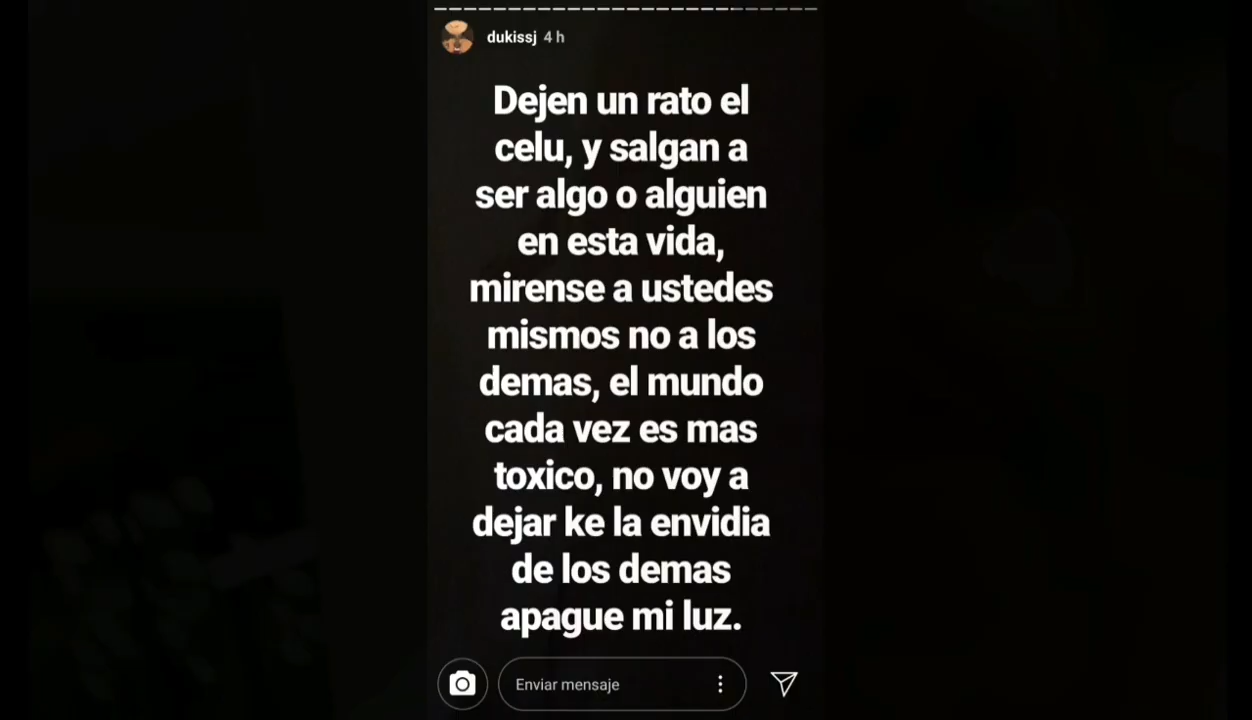 dukissj 4 h
Dejen un rato el
celu, y salgan a
ser algo o alguien
en esta vida,
mirense a ustedes
mismos no a los
demas, el mundo
cada vez es mas
toxico, no voy a
dejar ke la envidia
de los demas
apague mi luz.
Enviar mensaje